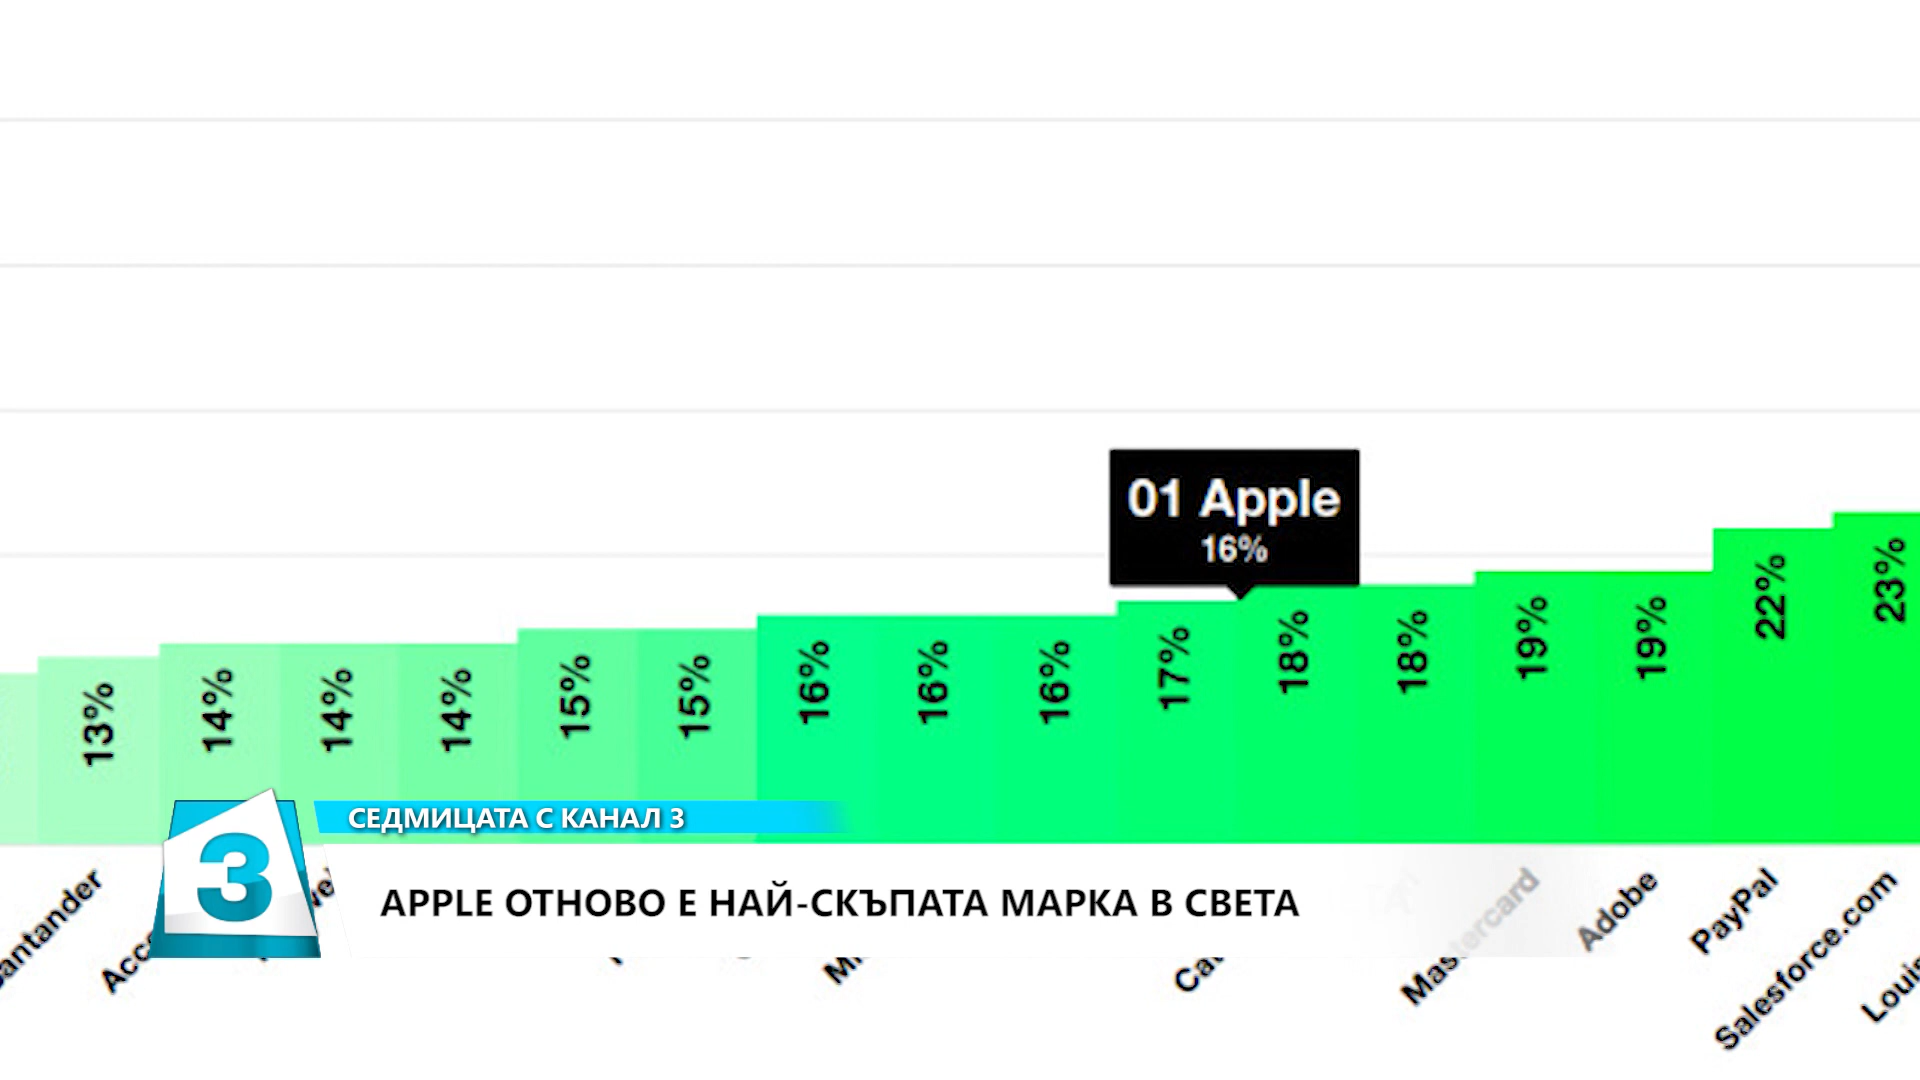 01 Apple
16%
13%
14%
14%
14%
15%
15%
16%
16%
16%
17%
18%
18%
19%
19%
22%
23%
СЕДМИЦАТА С КАНАЛ 3
3
APPLE ОТНОВО Е НАЙ-СКЪПАТА МАРКА В СВЕТА
Mastercard
Adobe
PayPal
Salesforce.com